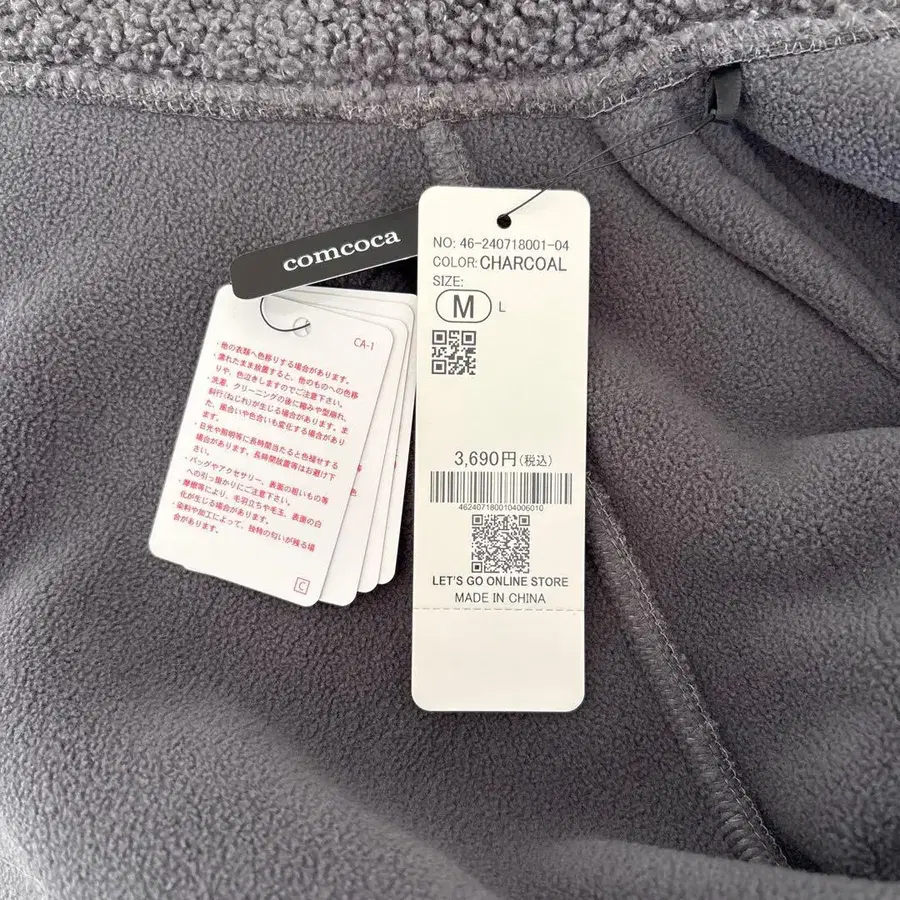 comcoca
CA-1
・他の衣類へ色移りする場合があります。
・濡れたまま放置すると、他のものへの色移
りや、色泣きしますのでご注意下さい。
・洗濯、クリーニングの後に縮みや型崩れ、
斜行(ねじれ)が生じる場合があります。ま
た、風合いや色合いも変化する場合があり
ます。
・日光や照明等に長時間当たると色褪せする
場合があります、長時間放置等はお避け下
さい。
・バッグやアクセサリー、表面の粗いもの等
への引っ掛かりにご注意下さい。
・摩擦等により、毛羽立ちや毛玉、表面の白
化が生じる場合があります。
・染料や加工によって、独特の匂いが残る場
合があります。
C
NO: 46-240718001-04
COLOR: CHARCOAL
SIZE:
M L
3,690円(税込)
4624071800104006010
LET'S GO ONLINE STORE
MADE IN CHINA